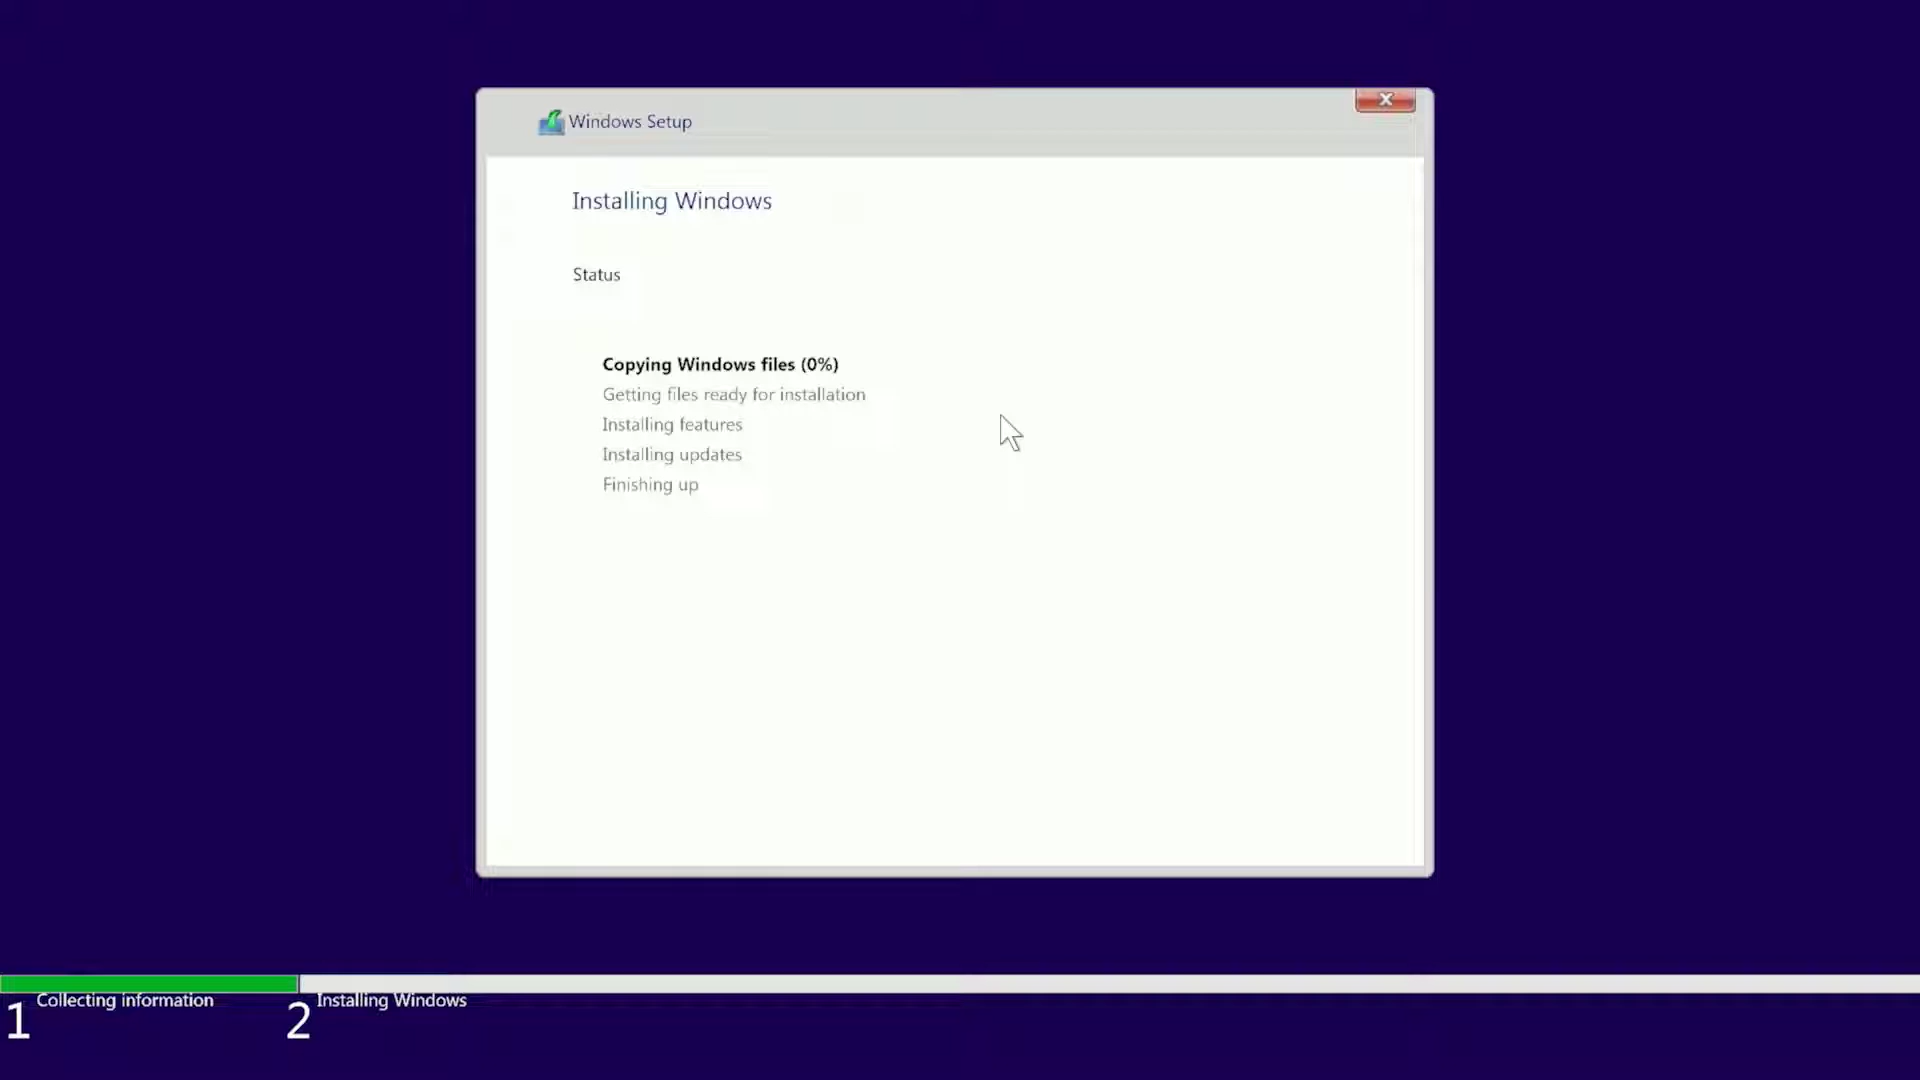 Windows Setup
Installing Windows
Status
Copying Windows files (0%)
Getting files ready for installation
Installing features
Installing updates
Finishing up
1 Collecting information
2 Installing Windows